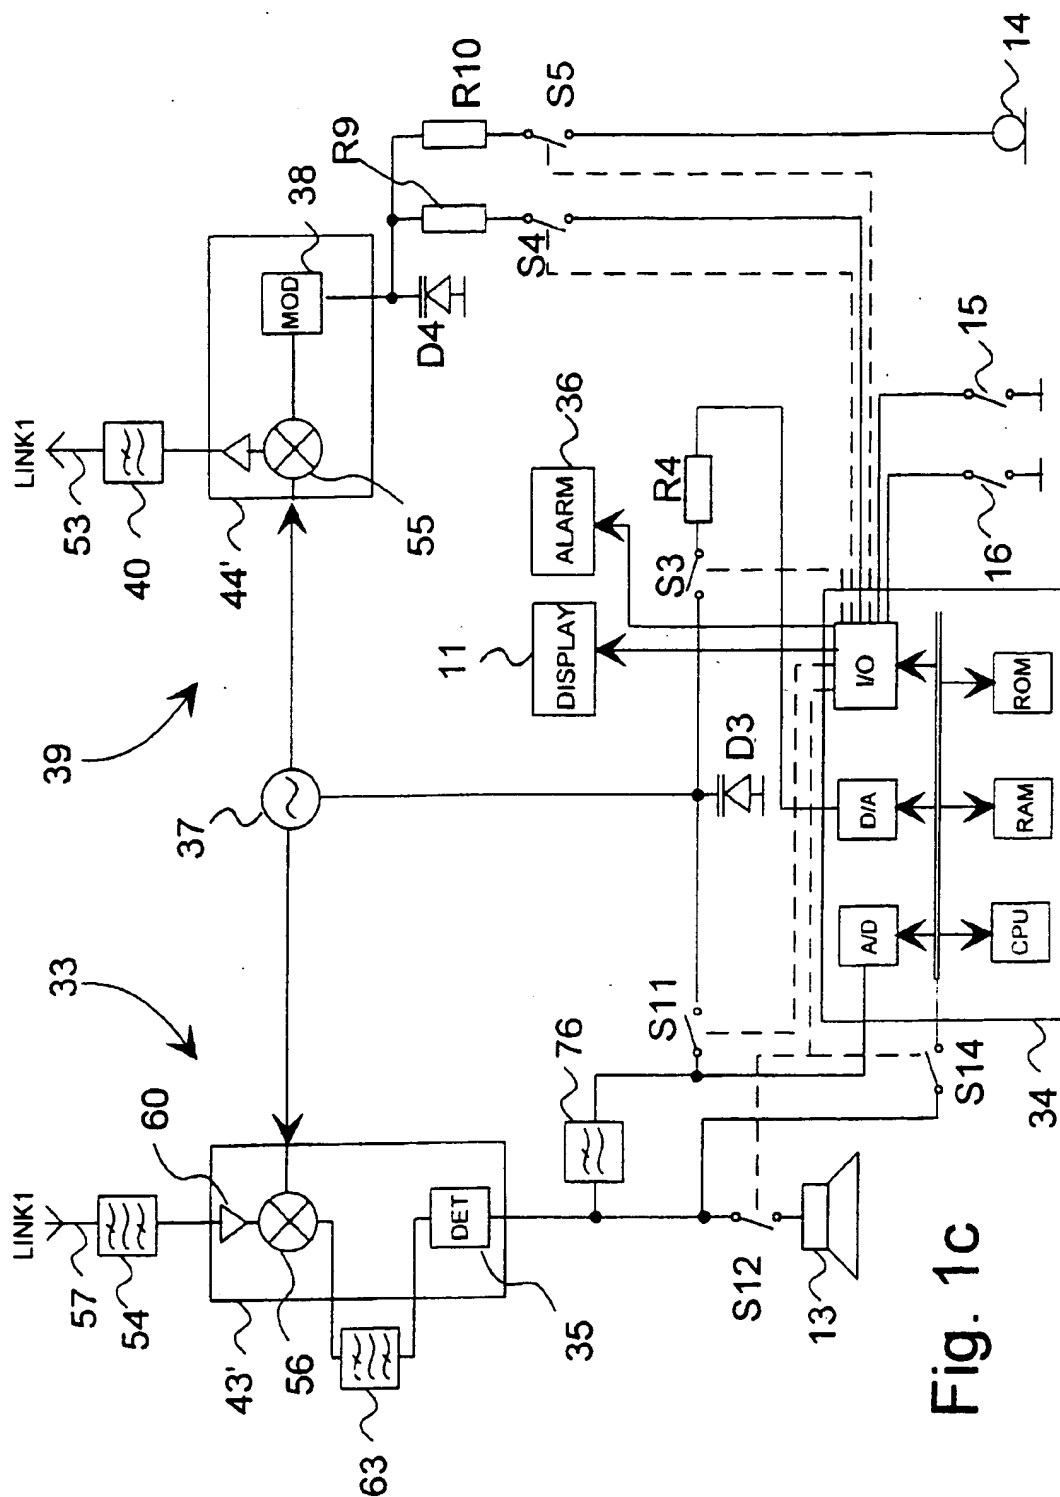 LINK1
57
54
43'
60
33
56
63
DET
35
76
S11
S12
13
S14
34
37
39
LINK1
53
40
44'
55
MOD
38
D4
R9
R10
S4
S5
14
11
DISPLAY
ALARM
36
S3
R4
D3
A/D
D/A
I/O
CPU
RAM
ROM
16
15
Fig. 1c